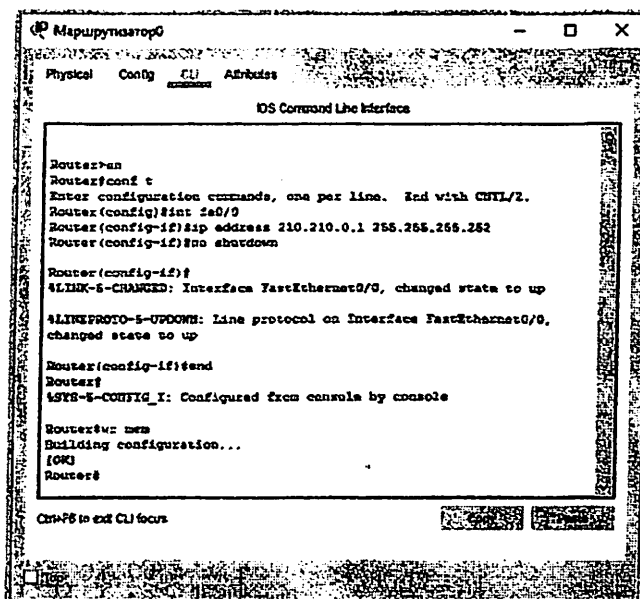 Маршрутизатор0
Physical Config CLI Attributes
IOS Command Line Interface
Router>en
Router#conf t
Enter configuration commands, one per line. End with CNTL/Z.
Router(config)#int fa0/0
Router(config-if)#ip address 210.210.0.1 255.255.255.252
Router(config-if)#no shutdown
Router(config-if)#
%LINK-5-CHANGED: Interface FastEthernet0/0, changed state to up
%LINEPROTO-5-UPDOWN: Line protocol on Interface FastEthernet0/0,
changed state to up
Router(config-if)#end
Router#
%SYS-5-CONFIG_I: Configured from console by console
Router#wr mem
Building configuration...
[OK]
Router#
Ctrl+F6 to exit CLI focus
Copy Paste
Top